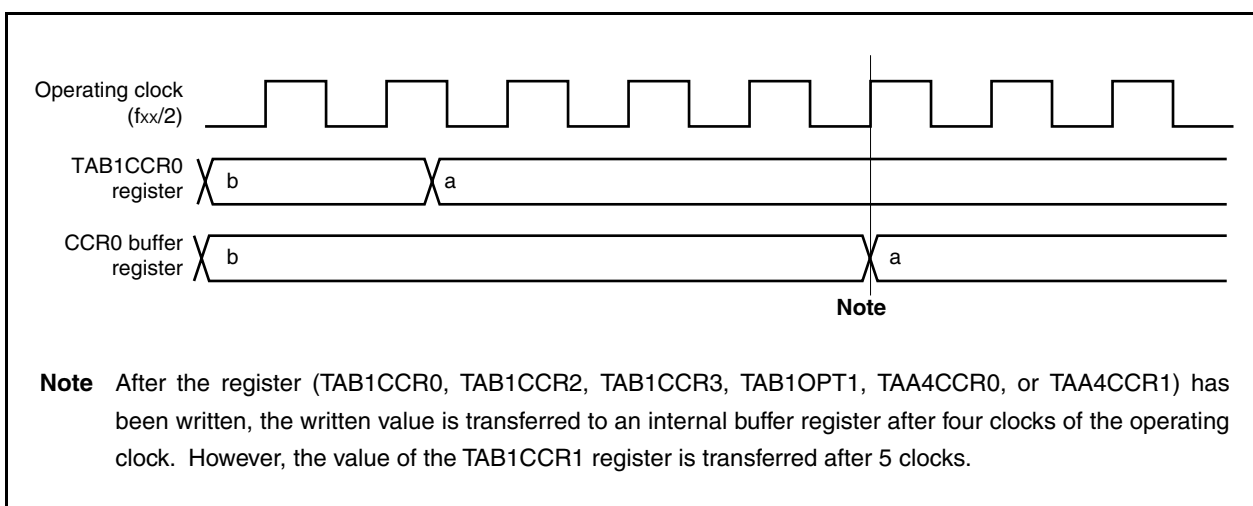 Operating clock
(fxx/2)
TAB1CCR0
register
b
a
CCR0 buffer
register
b
a
Note
Note After the register (TAB1CCR0, TAB1CCR2, TAB1CCR3, TAB1OPT1, TAA4CCR0, or TAA4CCR1) has
been written, the written value is transferred to an internal buffer register after four clocks of the operating
clock. However, the value of the TAB1CCR1 register is transferred after 5 clocks.